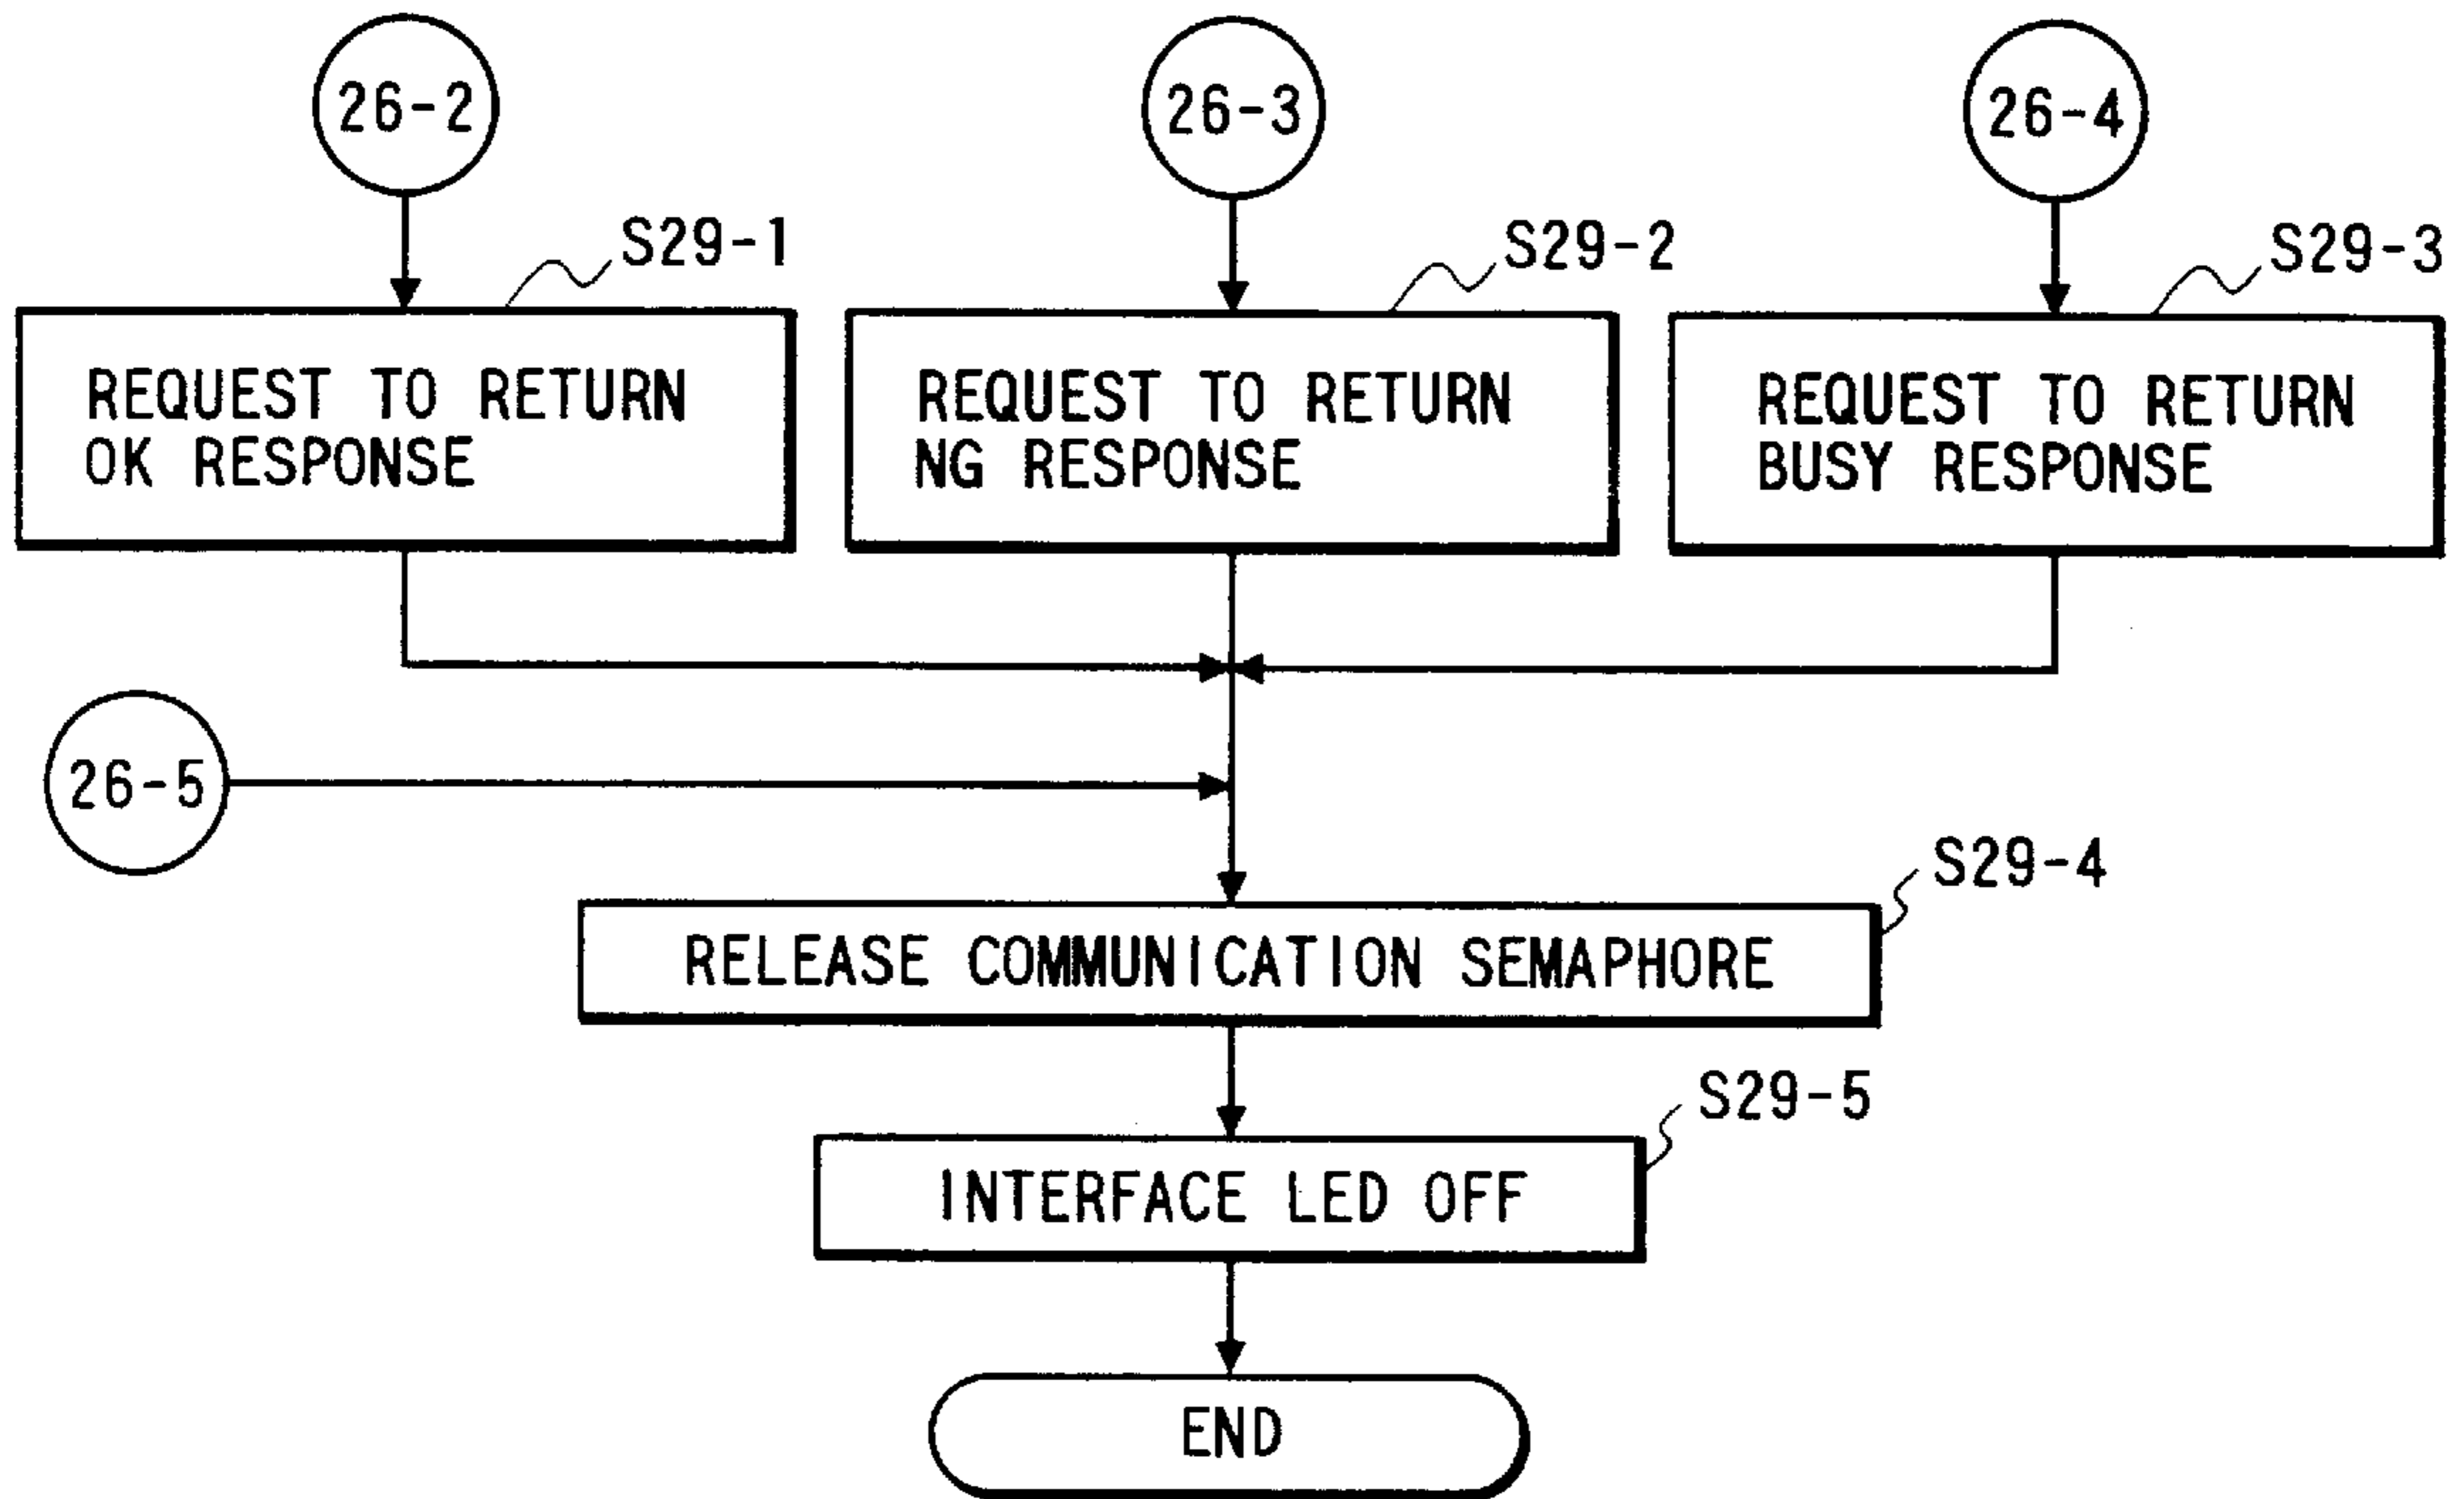 26-2
26-3
26-4
S29-1
S29-2
S29-3
REQUEST TO RETURN
OK RESPONSE
REQUEST TO RETURN
NG RESPONSE
REQUEST TO RETURN
BUSY RESPONSE
26-5
S29-4
RELEASE COMMUNICATION SEMAPHORE
S29-5
INTERFACE LED OFF
END